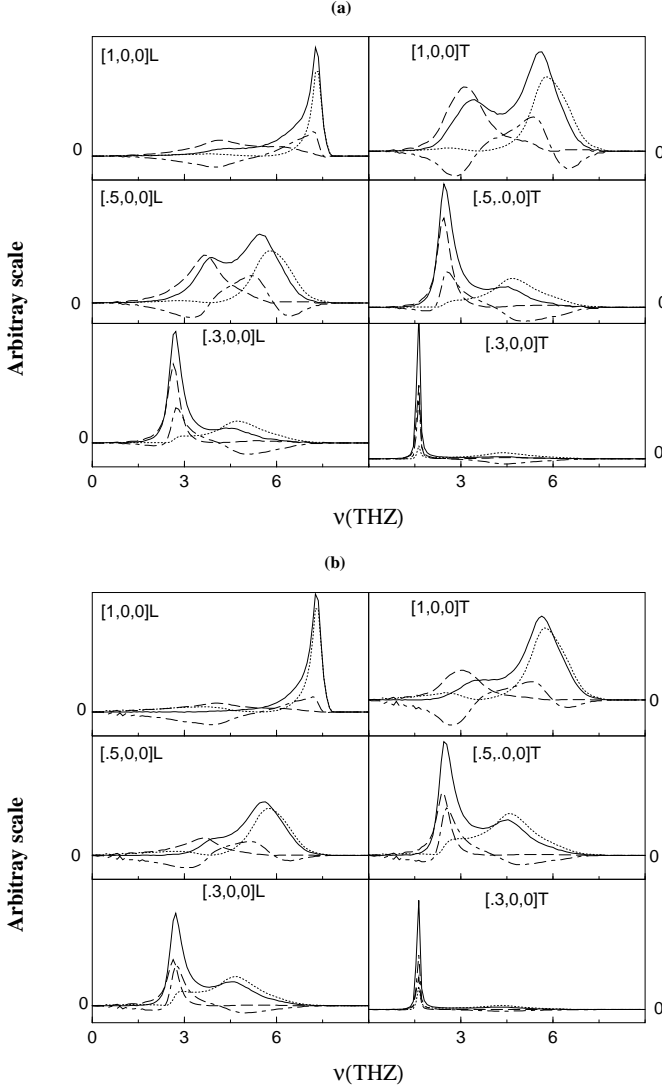 (a)
[1,0,0]L
[1,0,0]T
0
0
[.5,0,0]L
[.5,.0,0]T
0
0
Arbitray scale
[.3,0,0]L
[.3,0,0]T
0
0
0 3 6 3 6
ν(THZ) ν(THZ)
(b)
[1,0,0]L
[1,0,0]T
0
0
[.5,0,0]L
[.5,.0,0]T
0
0
Arbitray scale
[.3,0,0]L
[.3,0,0]T
0
0
0 3 6 3 6
ν(THZ) ν(THZ)